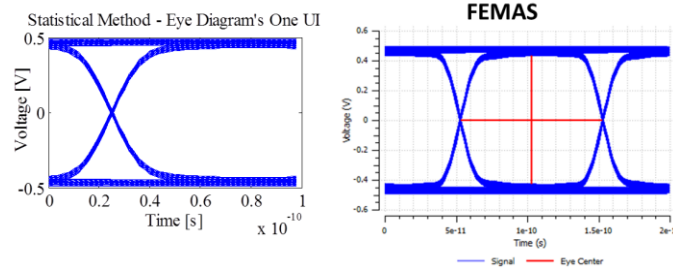 Statistical Method - Eye Diagram's One UI
Voltage [V]
0.5
0
-0.5
0 0.2 0.4 0.6 0.8 1
Time [s]
x 10^-10
FEMAS
Voltage (V)
0.6
0.4
0.2
0
-0.2
-0.4
-0.6
0 5e-11 1e-10 1.5e-10 2e-1
Time (s)
Signal Eye Center